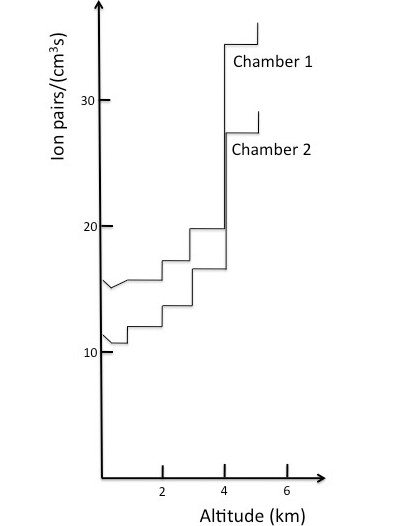 Ion pairs/(cm³s)
30
20
10
Chamber 1
Chamber 2
2
4
6
Altitude (km)